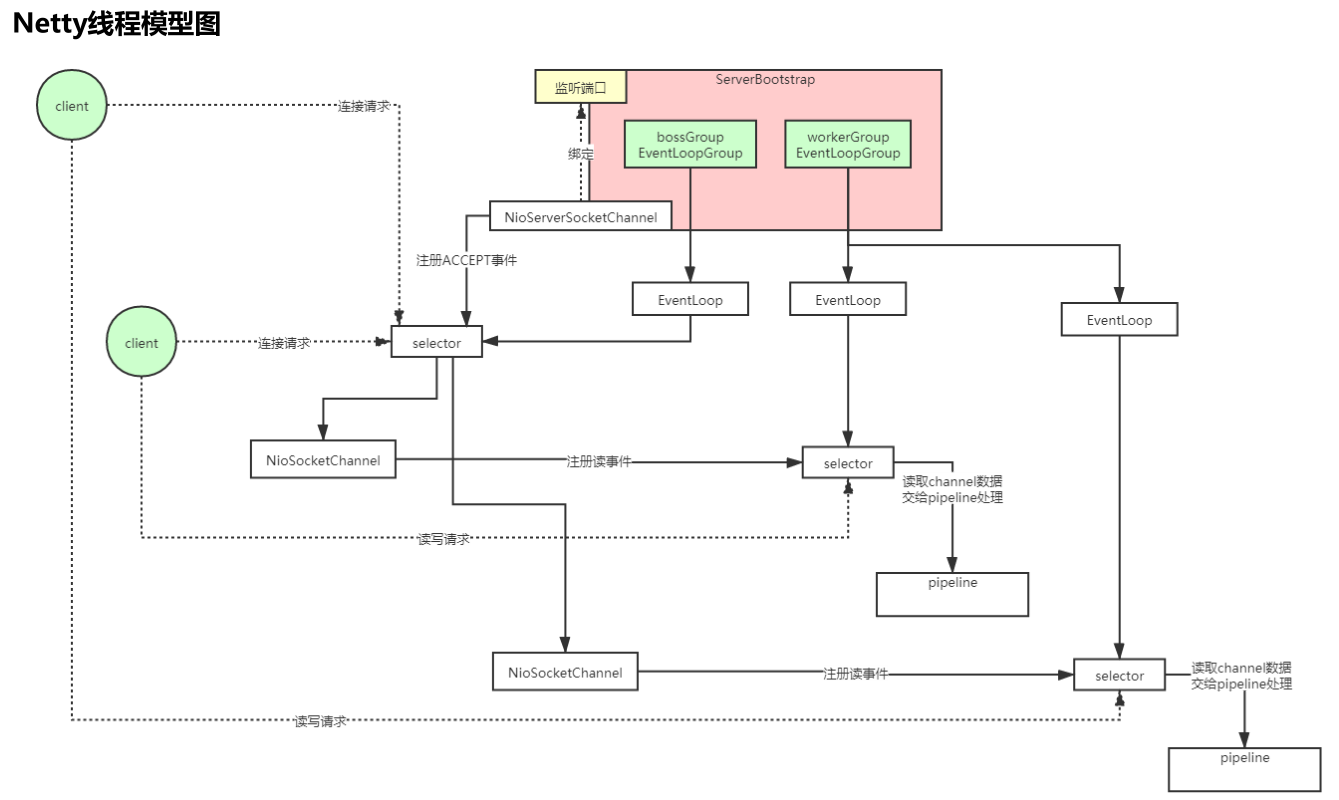 Netty线程模型图
client
连接请求
监听端口
ServerBootstrap
bossGroup
EventLoopGroup
workerGroup
EventLoopGroup
绑定
NioServerSocketChannel
注册ACCEPT事件
EventLoop
EventLoop
EventLoop
client
连接请求
selector
NioSocketChannel
注册读事件
selector
读取channel数据
交给pipeline处理
读写请求
pipeline
NioSocketChannel
注册读事件
selector
读取channel数据
交给pipeline处理
读写请求
pipeline